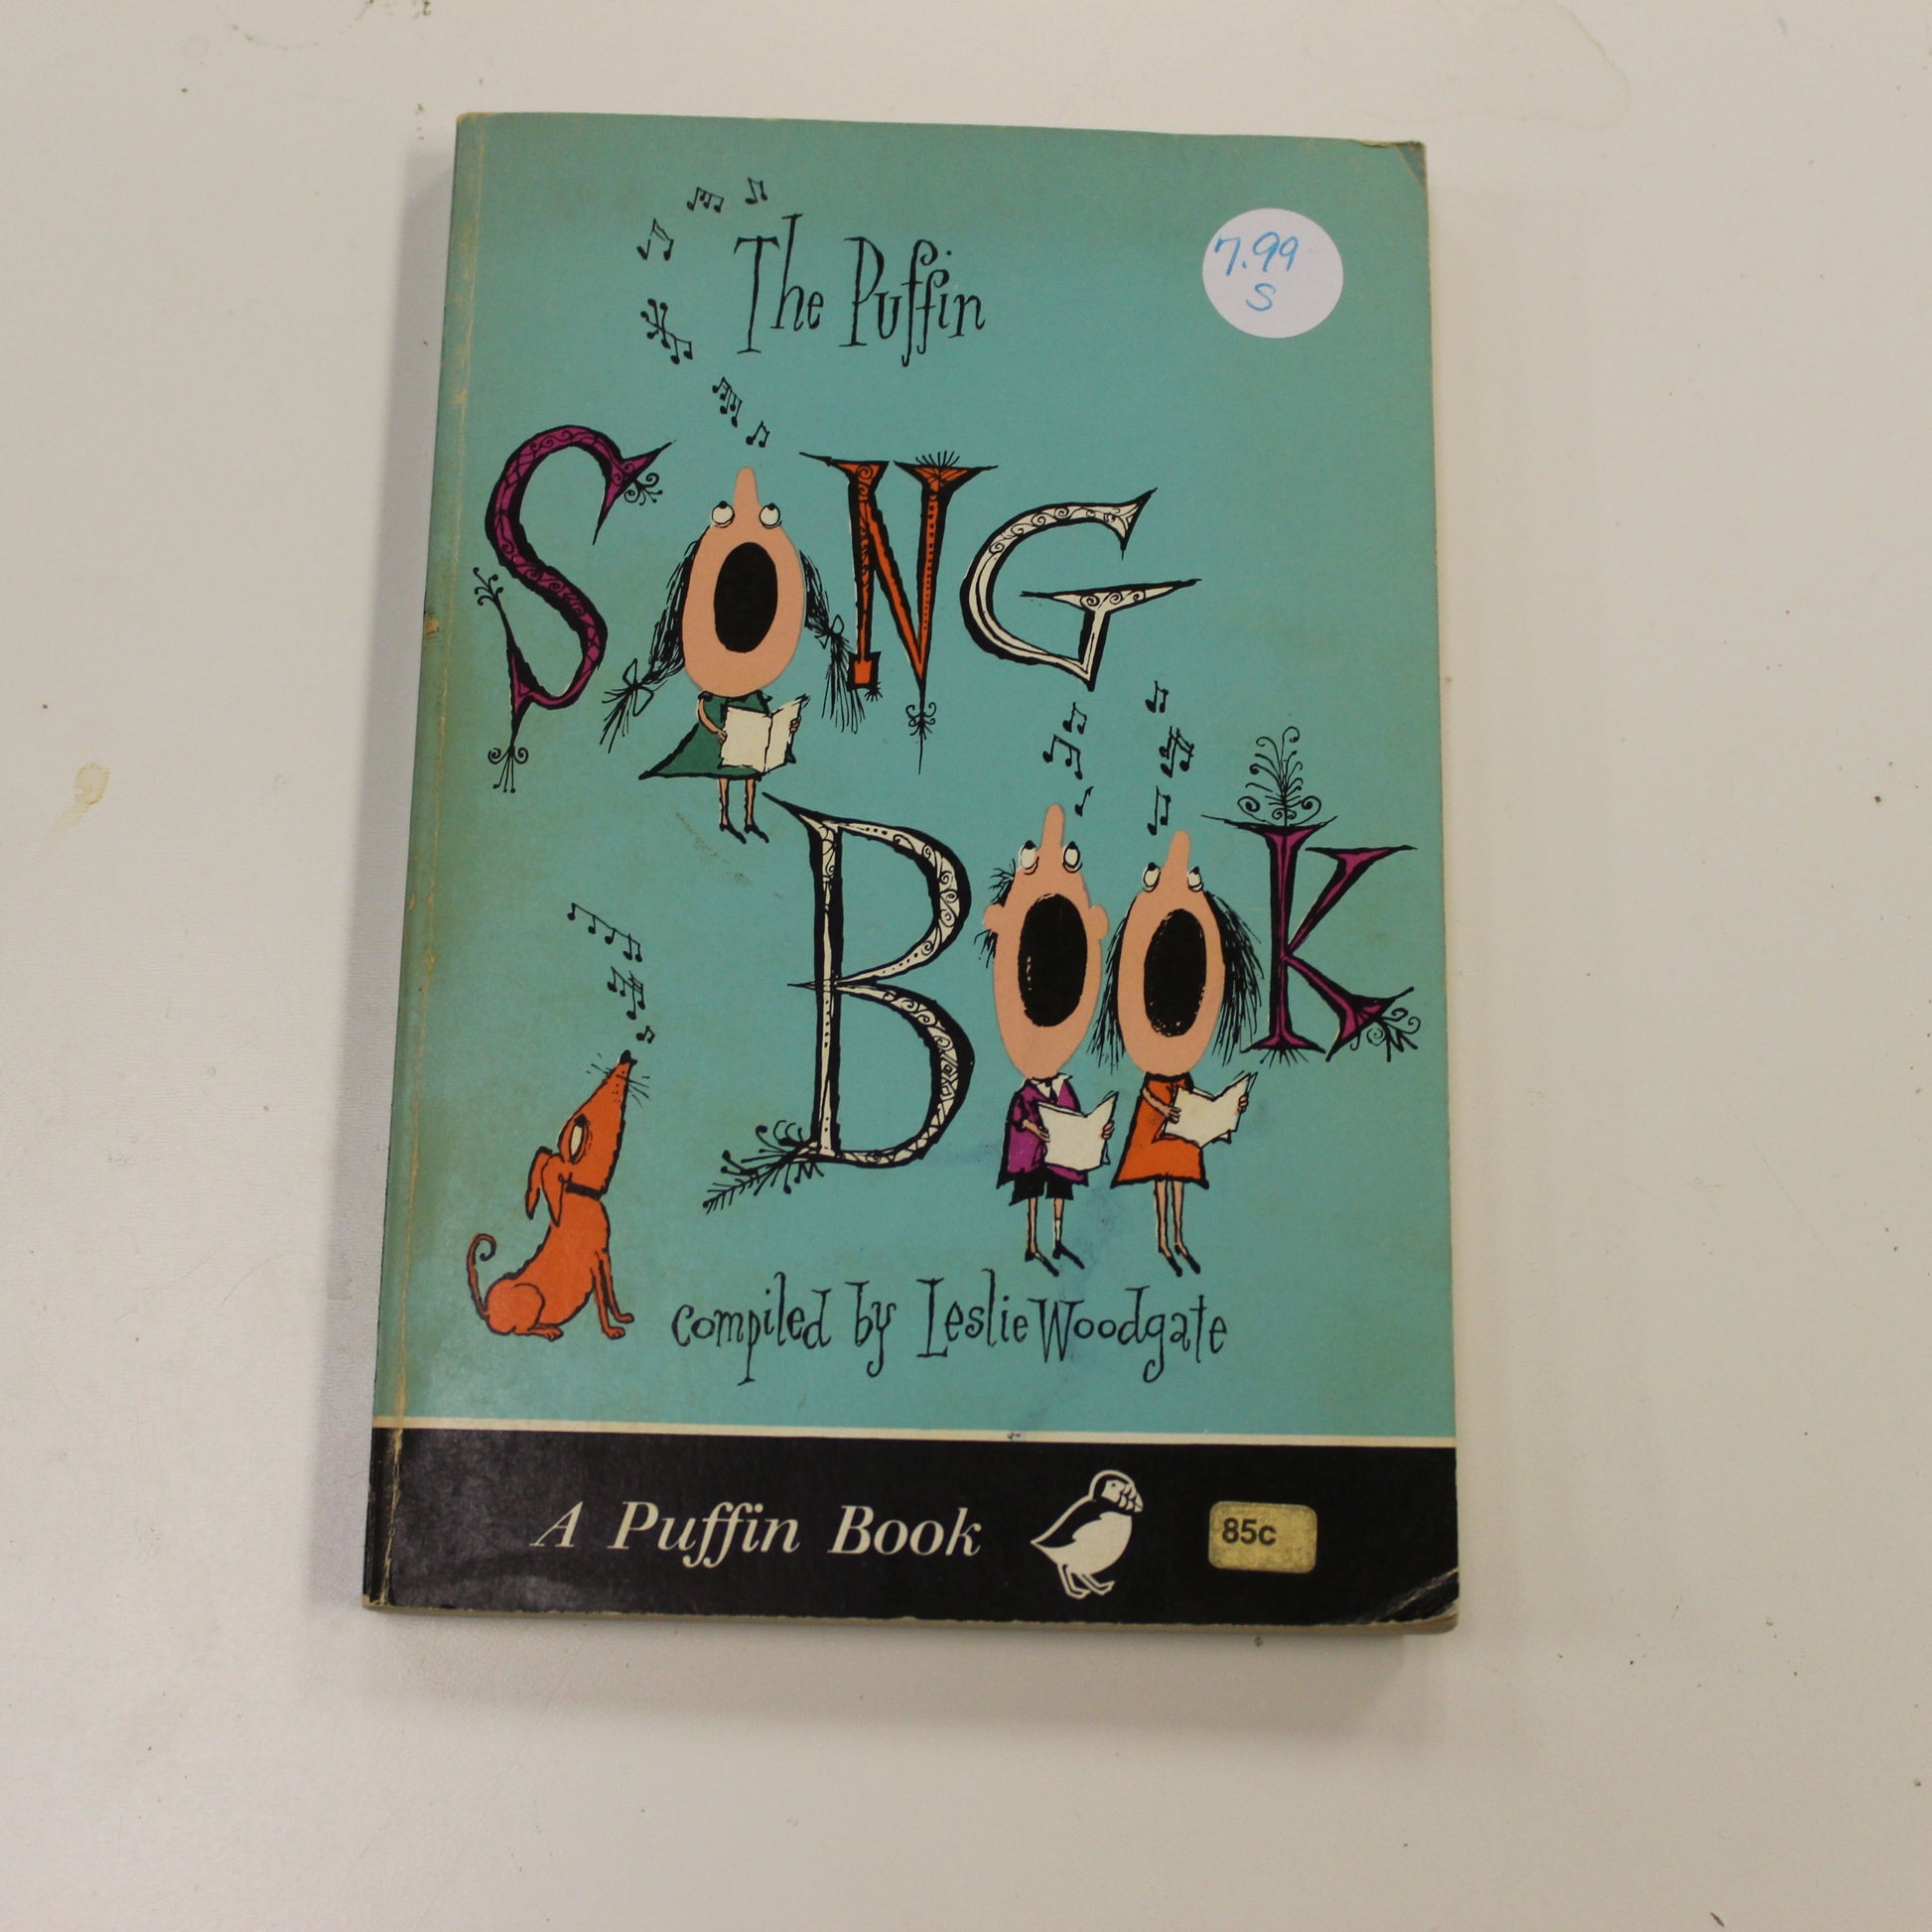 The Puffin
7.99
S
SONG
BOOK
compiled by Leslie Woodgate
A Puffin Book
85c